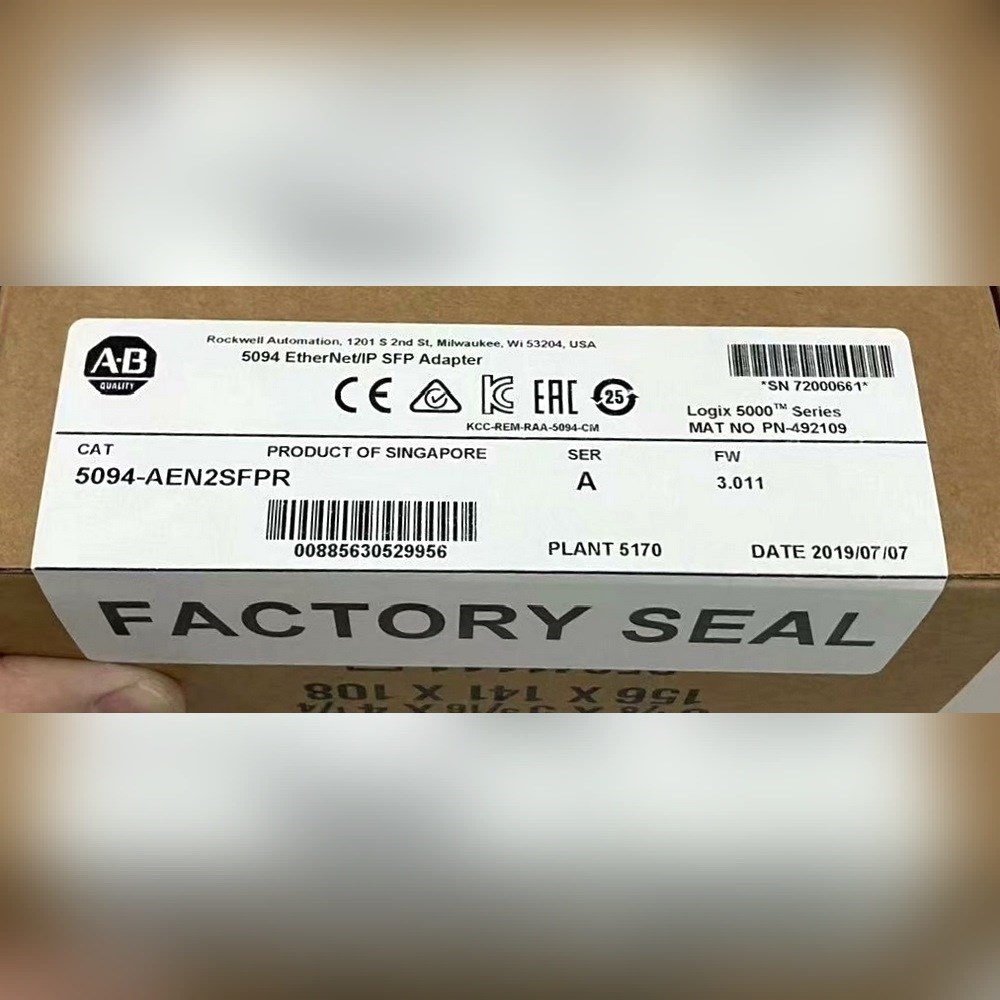 A·B
QUALITY
Rockwell Automation, 1201 S 2nd St, Milwaukee, Wi 53204, USA
5094 EtherNet/IP SFP Adapter
CE
EAC
25
KCC-REM-RAA-5094-CM
*SN 72000661*
Logix 5000™ Series
MAT NO PN-492109
CAT
PRODUCT OF SINGAPORE
SER
FW
5094-AEN2SFPR
A
3.011
00885630529956
PLANT 5170
DATE 2019/07/07
FACTORY SEAL
156 X 141 X 108